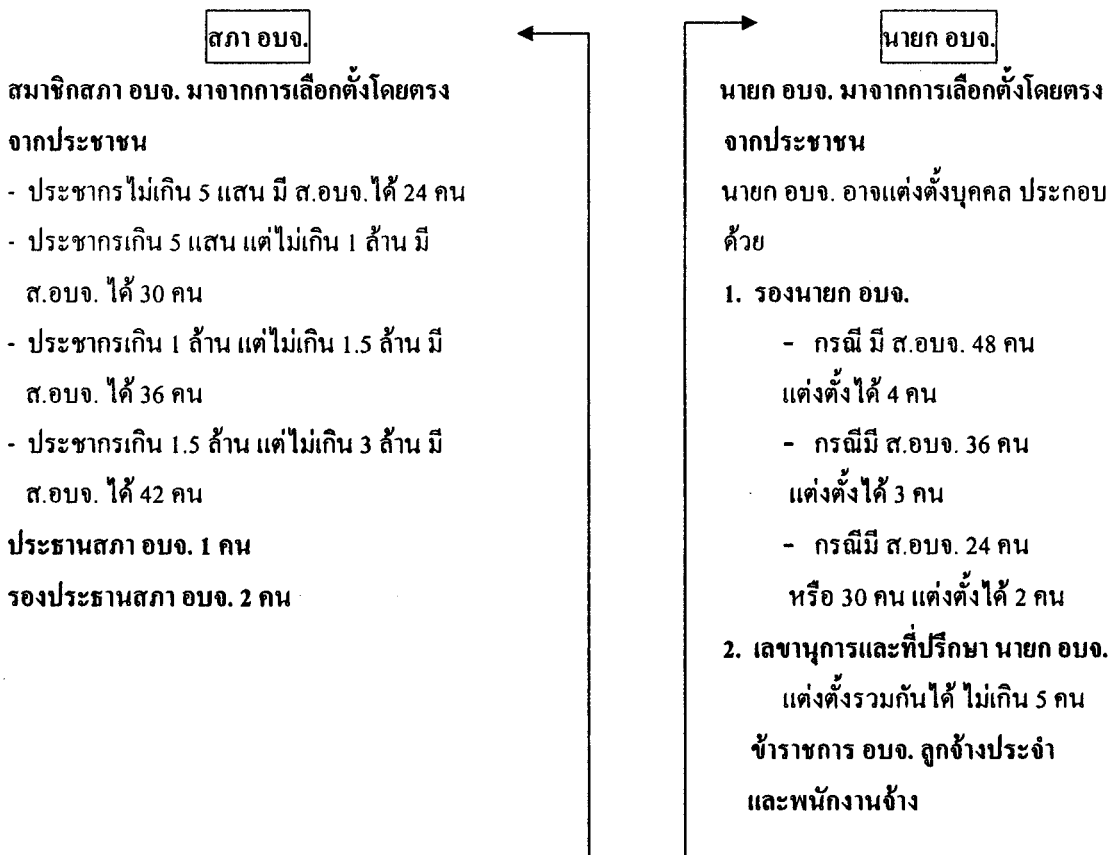 สภา อบจ.
สมาชิกสภา อบจ. มาจากการเลือกตั้งโดยตรง
จากประชาชน
- ประชากรไม่เกิน 5 แสน มี ส.อบจ.ได้ 24 คน
- ประชากรเกิน 5 แสน แต่ไม่เกิน 1 ล้าน มี
ส.อบจ. ได้ 30 คน
- ประชากรเกิน 1 ล้าน แต่ไม่เกิน 1.5 ล้าน มี
ส.อบจ. ได้ 36 คน
- ประชากรเกิน 1.5 ล้าน แต่ไม่เกิน 3 ล้าน มี
ส.อบจ. ได้ 42 คน
ประธานสภา อบจ. 1 คน
รองประธานสภา อบจ. 2 คน
นายก อบจ.
นายก อบจ. มาจากการเลือกตั้งโดยตรง
จากประชาชน
นายก อบจ. อาจแต่งตั้งบุคคล ประกอบ
ด้วย
1. รองนายก อบจ.
- กรณี มี ส.อบจ. 48 คน
แต่งตั้งได้ 4 คน
- กรณีมี ส.อบจ. 36 คน
แต่งตั้งได้ 3 คน
- กรณีมี ส.อบจ. 24 คน
หรือ 30 คน แต่งตั้งได้ 2 คน
2. เลขานุการและที่ปรึกษา นายก อบจ.
แต่งตั้งรวมกันได้ ไม่เกิน 5 คน
ข้าราชการ อบจ. ลูกจ้างประจำ
และพนักงานจ้าง